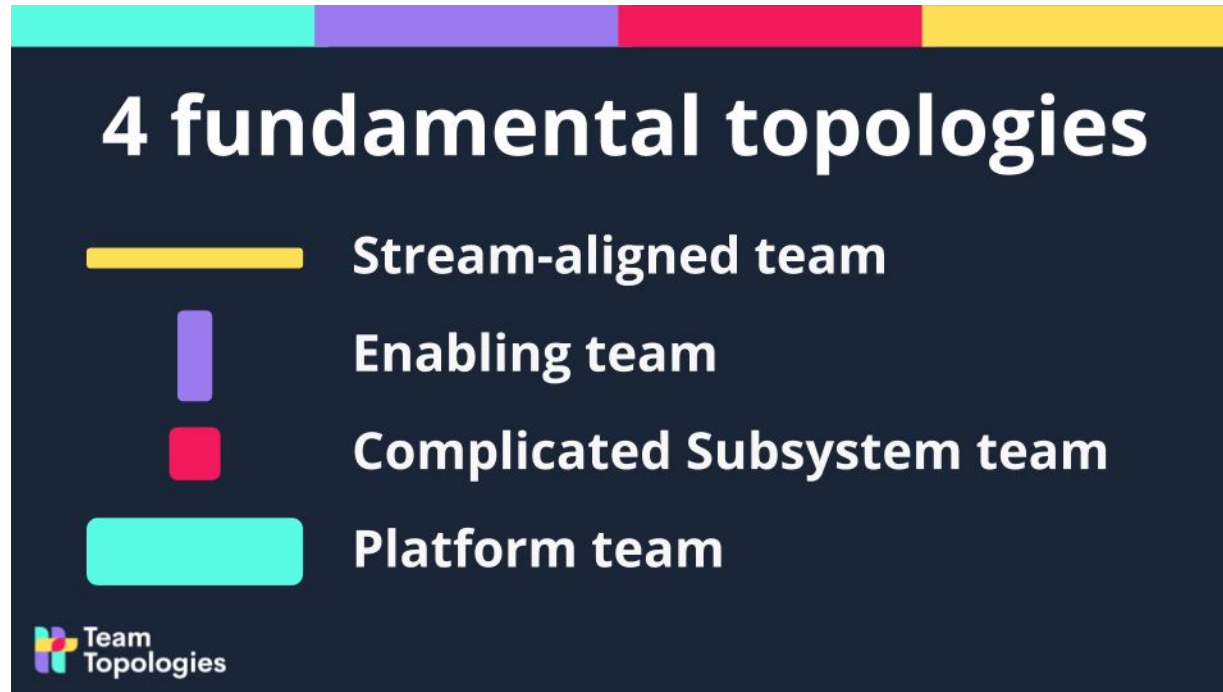 4 fundamental topologies
Stream-aligned team
Enabling team
Complicated Subsystem team
Platform team
Team
Topologies